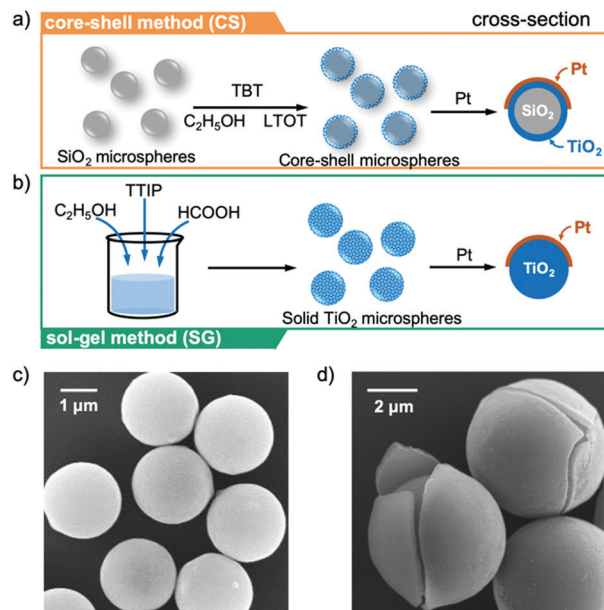 a)
core-shell method (CS)
cross-section
TBT
C₂H₅OH LTOT
SiO₂ microspheres
Core-shell microspheres
Pt
Pt
SiO₂
TiO₂
b)
TTIP
C₂H₅OH
HCOOH
Solid TiO₂ microspheres
Pt
Pt
TiO₂
sol-gel method (SG)
c)
1 µm
d)
2 µm